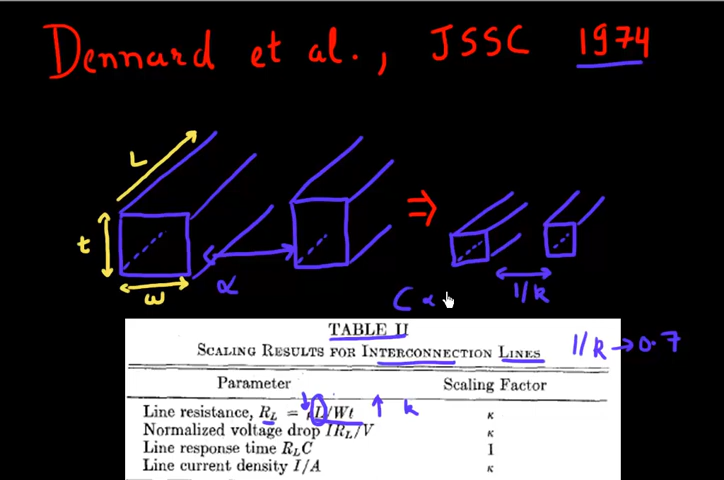 Dennard et al., JSSC 1974
L
t
w
α
⇒
1/k
C α
TABLE II
SCALING RESULTS FOR INTERCONNECTION LINES
1/k → 0.7
Parameter Scaling Factor
Line resistance, R_L = ρL/Wt ↑ k κ
Normalized voltage drop IR_L/V κ
Line response time R_LC 1
Line current density I/A κ